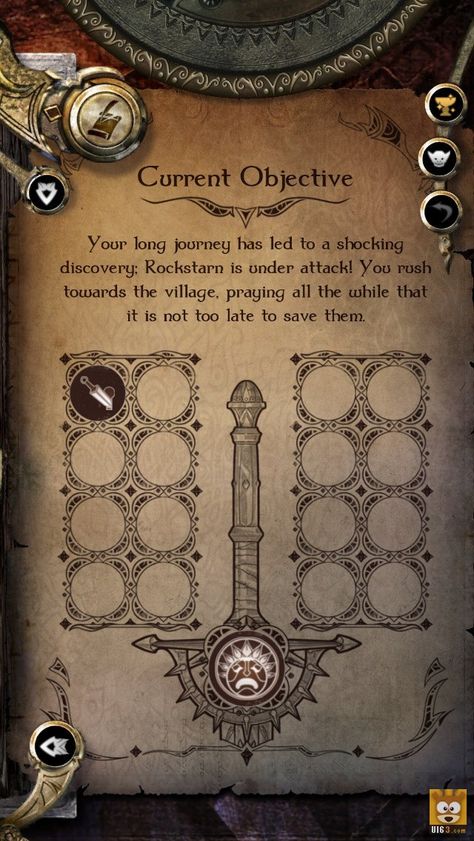 Current Objective
Your long journey has led to a shocking
discovery; Rockstarn is under attack! You rush
towards the village, praying all the while that
it is not too late to save them.
UI63.com